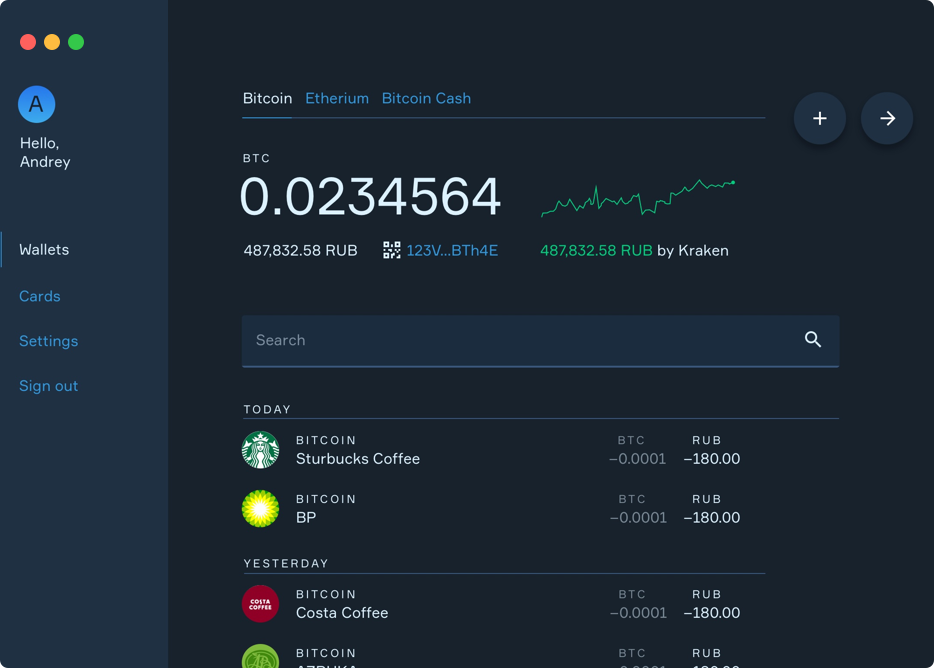 A
Hello,
Andrey
Wallets
Cards
Settings
Sign out
Bitcoin Etherium Bitcoin Cash
BTC
0.0234564
487,832.58 RUB 123V...BTh4E 487,832.58 RUB by Kraken
Search
TODAY
BITCOIN BTC RUB
Sturbucks Coffee –0.0001 –180.00
BITCOIN BTC RUB
BP –0.0001 –180.00
YESTERDAY
COSTA
COFFEE
BITCOIN BTC RUB
Costa Coffee –0.0001 –180.00
BITCOIN BTC RUB